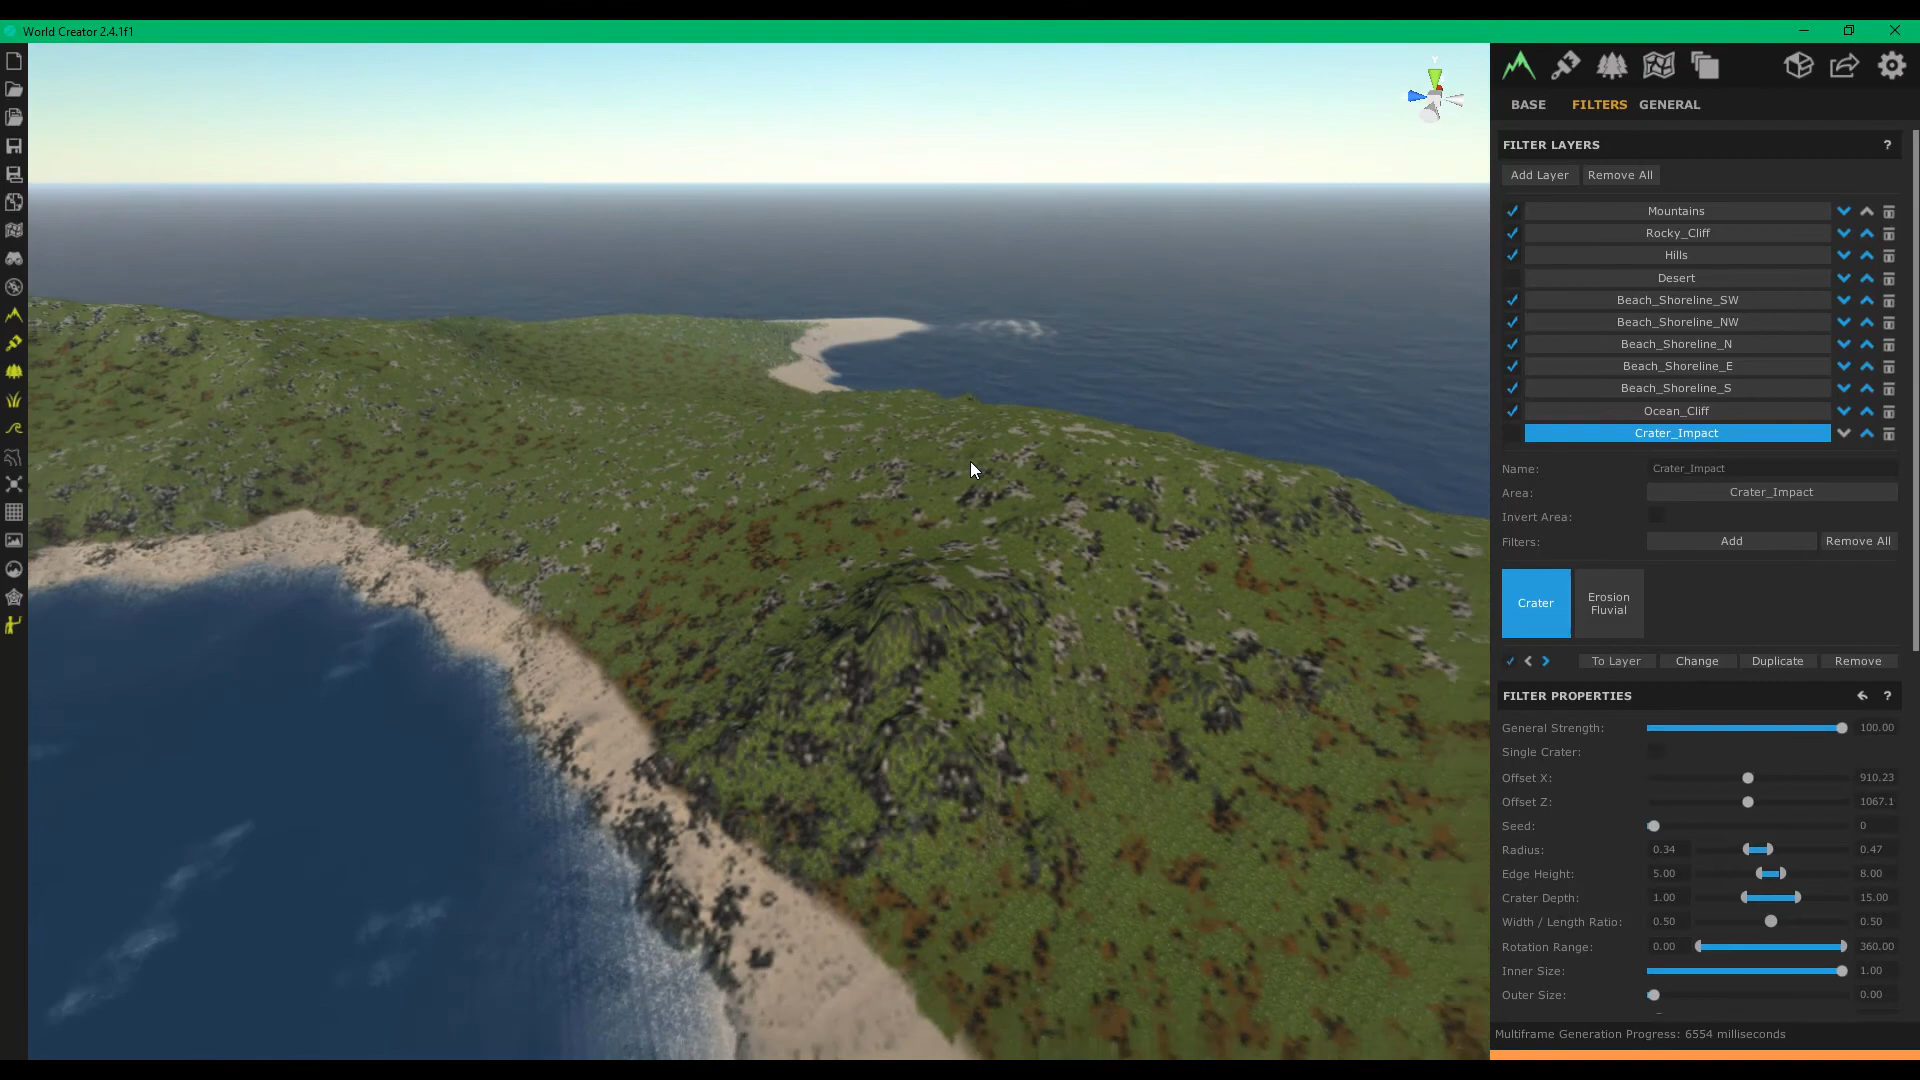 World Creator 2.4.1f1
Y
BASE FILTERS GENERAL
FILTER LAYERS ?
Add Layer Remove All
Mountains
Rocky_Cliff
Hills
Desert
Beach_Shoreline_SW
Beach_Shoreline_NW
Beach_Shoreline_N
Beach_Shoreline_E
Beach_Shoreline_S
Ocean_Cliff
Crater_Impact
Name: Crater_Impact
Area: Crater_Impact
Invert Area:
Filters: Add Remove All
Crater
Erosion
Fluvial
To Layer Change Duplicate Remove
FILTER PROPERTIES ?
General Strength: 100.00
Single Crater:
Offset X: 910.23
Offset Z: 1067.1
Seed: 0
Radius: 0.34 0.47
Edge Height: 5.00 8.00
Crater Depth: 1.00 15.00
Width / Length Ratio: 0.50 0.50
Rotation Range: 0.00 360.00
Inner Size: 1.00
Outer Size: 0.00
Multiframe Generation Progress: 6554 milliseconds